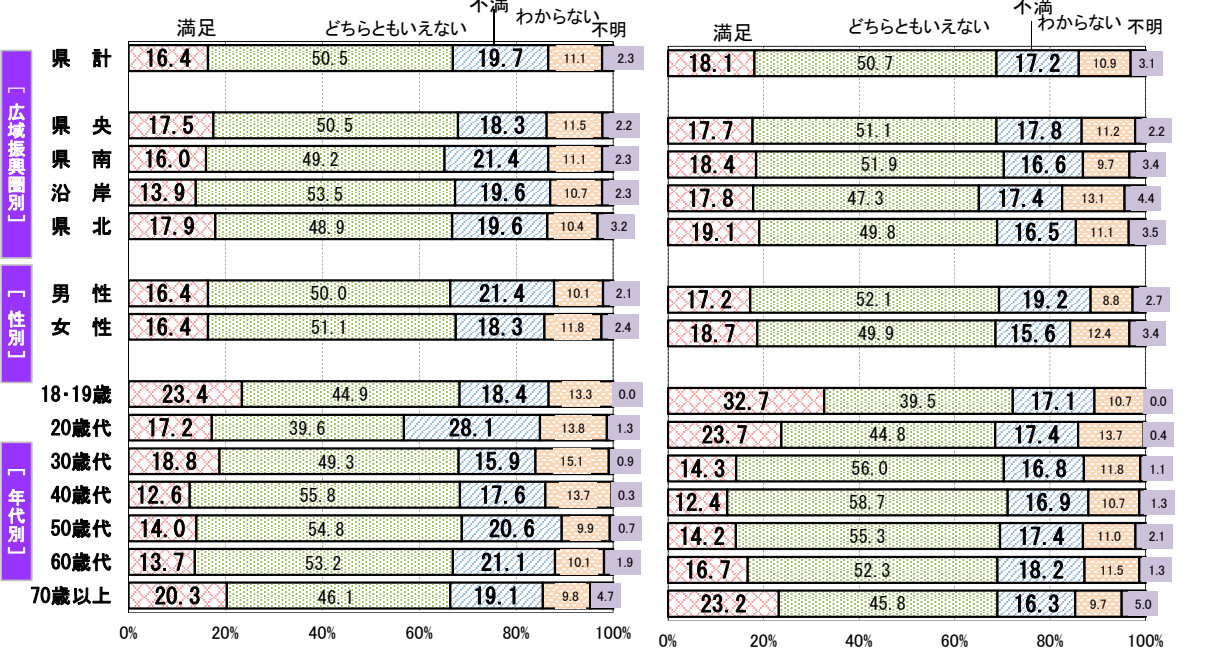 満足 どちらともいえない 不満 わからない 不明 満足 どちらともいえない 不満 わからない 不明
[広域振興圏別]
県 計 16.4 50.5 19.7 11.1 2.3 18.1 50.7 17.2 10.9 3.1
県 央 17.5 50.5 18.3 11.5 2.2 17.7 51.1 17.8 11.2 2.2
県 南 16.0 49.2 21.4 11.1 2.3 18.4 51.9 16.6 9.7 3.4
沿 岸 13.9 53.5 19.6 10.7 2.3 17.8 47.3 17.4 13.1 4.4
県 北 17.9 48.9 19.6 10.4 3.2 19.1 49.8 16.5 11.1 3.5
[性別]
男 性 16.4 50.0 21.4 10.1 2.1 17.2 52.1 19.2 8.8 2.7
女 性 16.4 51.1 18.3 11.8 2.4 18.7 49.9 15.6 12.4 3.4
18・19歳 23.4 44.9 18.4 13.3 0.0 32.7 39.5 17.1 10.7 0.0
20歳代 17.2 39.6 28.1 13.8 1.3 23.7 44.8 17.4 13.7 0.4
[年代別]
30歳代 18.8 49.3 15.9 15.1 0.9 14.3 56.0 16.8 11.8 1.1
40歳代 12.6 55.8 17.6 13.7 0.3 12.4 58.7 16.9 10.7 1.3
50歳代 14.0 54.8 20.6 9.9 0.7 14.2 55.3 17.4 11.0 2.1
60歳代 13.7 53.2 21.1 10.1 1.9 16.7 52.3 18.2 11.5 1.3
70歳以上 20.3 46.1 19.1 9.8 4.7 23.2 45.8 16.3 9.7 5.0
0% 20% 40% 60% 80% 100% 0% 20% 40% 60% 80% 100%